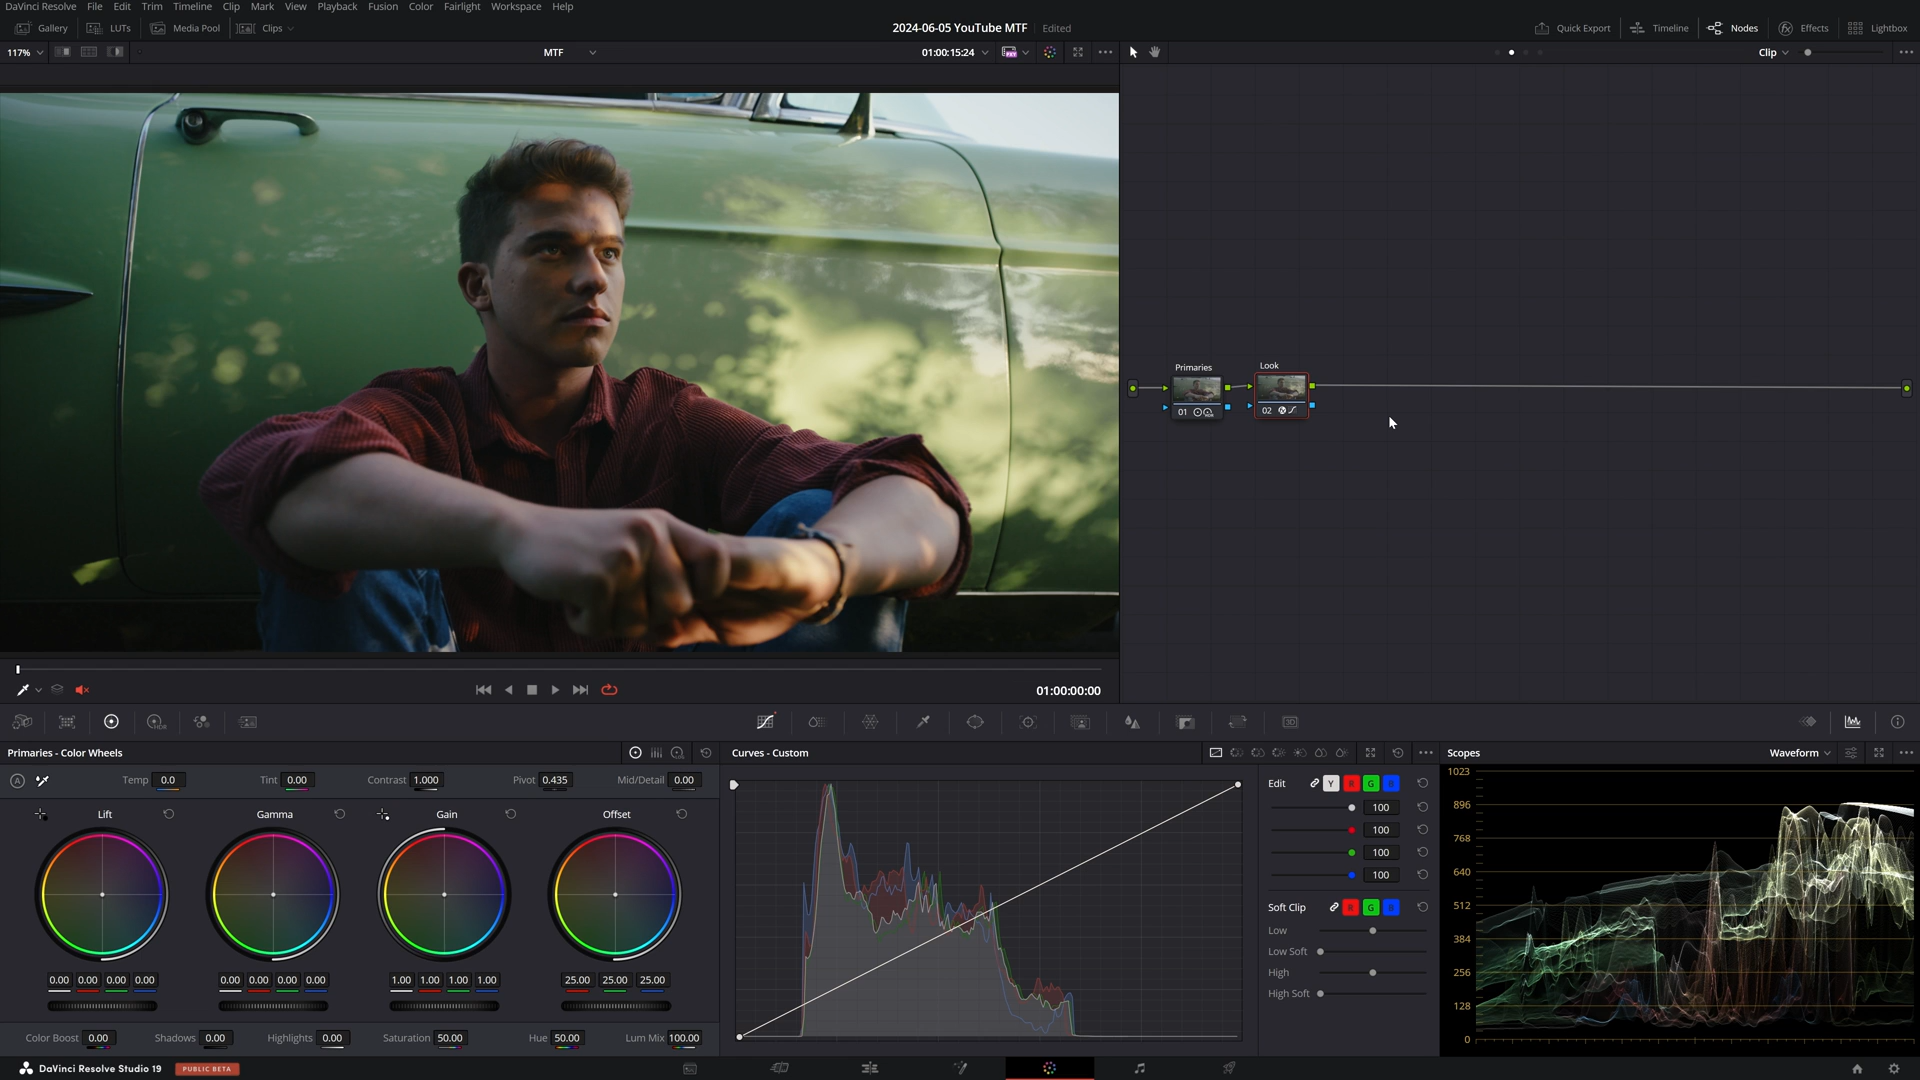 DaVinci Resolve File Edit Trim Timeline Clip Mark View Playback Fusion Color Fairlight Workspace Help
Gallery LUTs Media Pool Clips 2024-06-05 YouTube MTF Edited Quick Export Timeline Nodes Effects Lightbox
117% MTF 01:00:15:24 Clip
Primaries
Look
01
02
01:00:00:00
Primaries - Color Wheels
Curves - Custom
Scopes
Waveform
A
Temp 0.0 Tint 0.00 Contrast 1.000 Pivot 0.435 Mid/Detail 0.00
Lift Gamma Gain Offset
0.00 0.00 0.00 0.00
0.00 0.00 0.00 0.00
1.00 1.00 1.00 1.00
25.00 25.00 25.00
Color Boost 0.00 Shadows 0.00 Highlights 0.00 Saturation 50.00 Hue 50.00 Lum Mix 100.00
Edit Y R G B
100
100
100
100
Soft Clip R G B
Low
Low Soft
High
High Soft
1023
896
768
640
512
384
256
128
0
DaVinci Resolve Studio 19 PUBLIC BETA